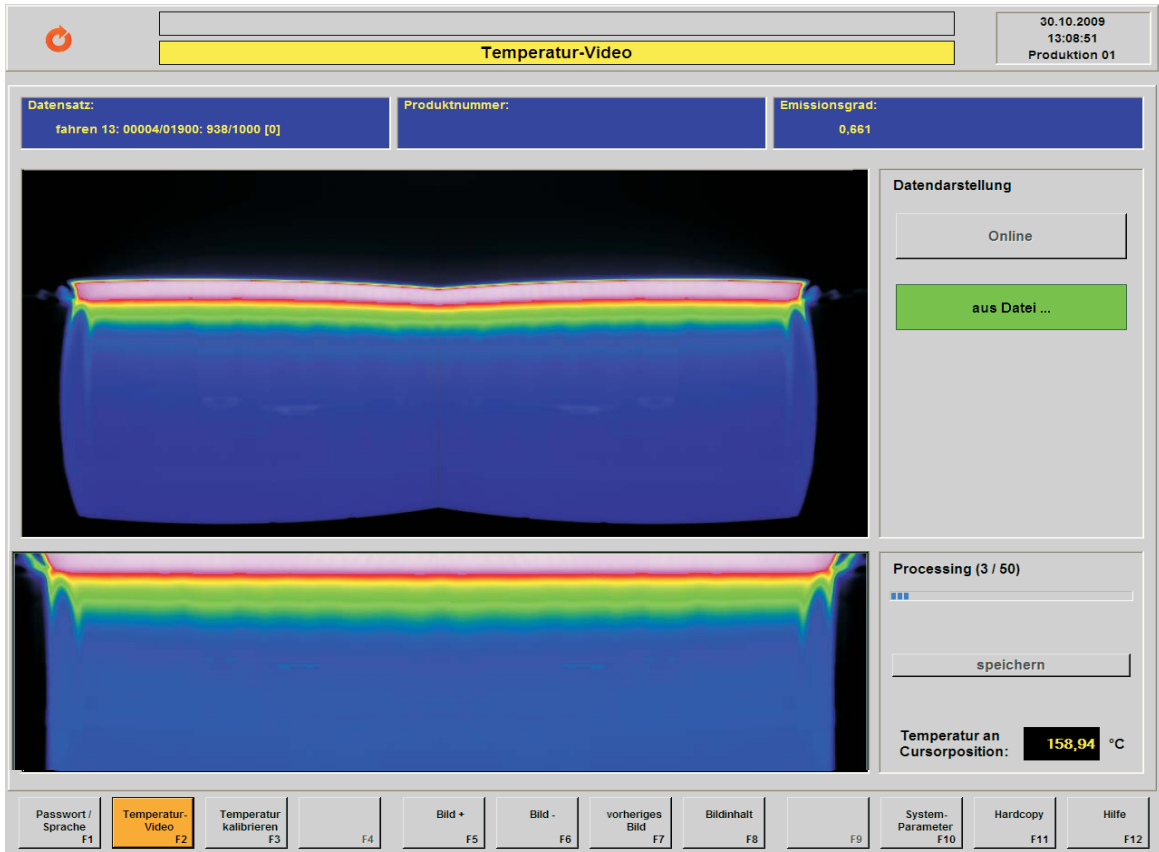 30.10.2009
13:08:51
Produktion 01
Temperatur-Video
Datensatz:
fahren 13: 00004/01900: 938/1000 [0]
Produktnummer:
Emissionsgrad:
0,661
Datendarstellung
Online
aus Datei ...
Processing (3 / 50)
speichern
Temperatur an
Cursorposition:
158,94 °C
Passwort /
Sprache
F1
Temperatur-
Video
F2
Temperatur
kalibrieren
F3
F4
Bild +
F5
Bild -
F6
vorheriges
Bild
F7
Bildinhalt
F8
F9
System-
Parameter
F10
Hardcopy
F11
Hilfe
F12